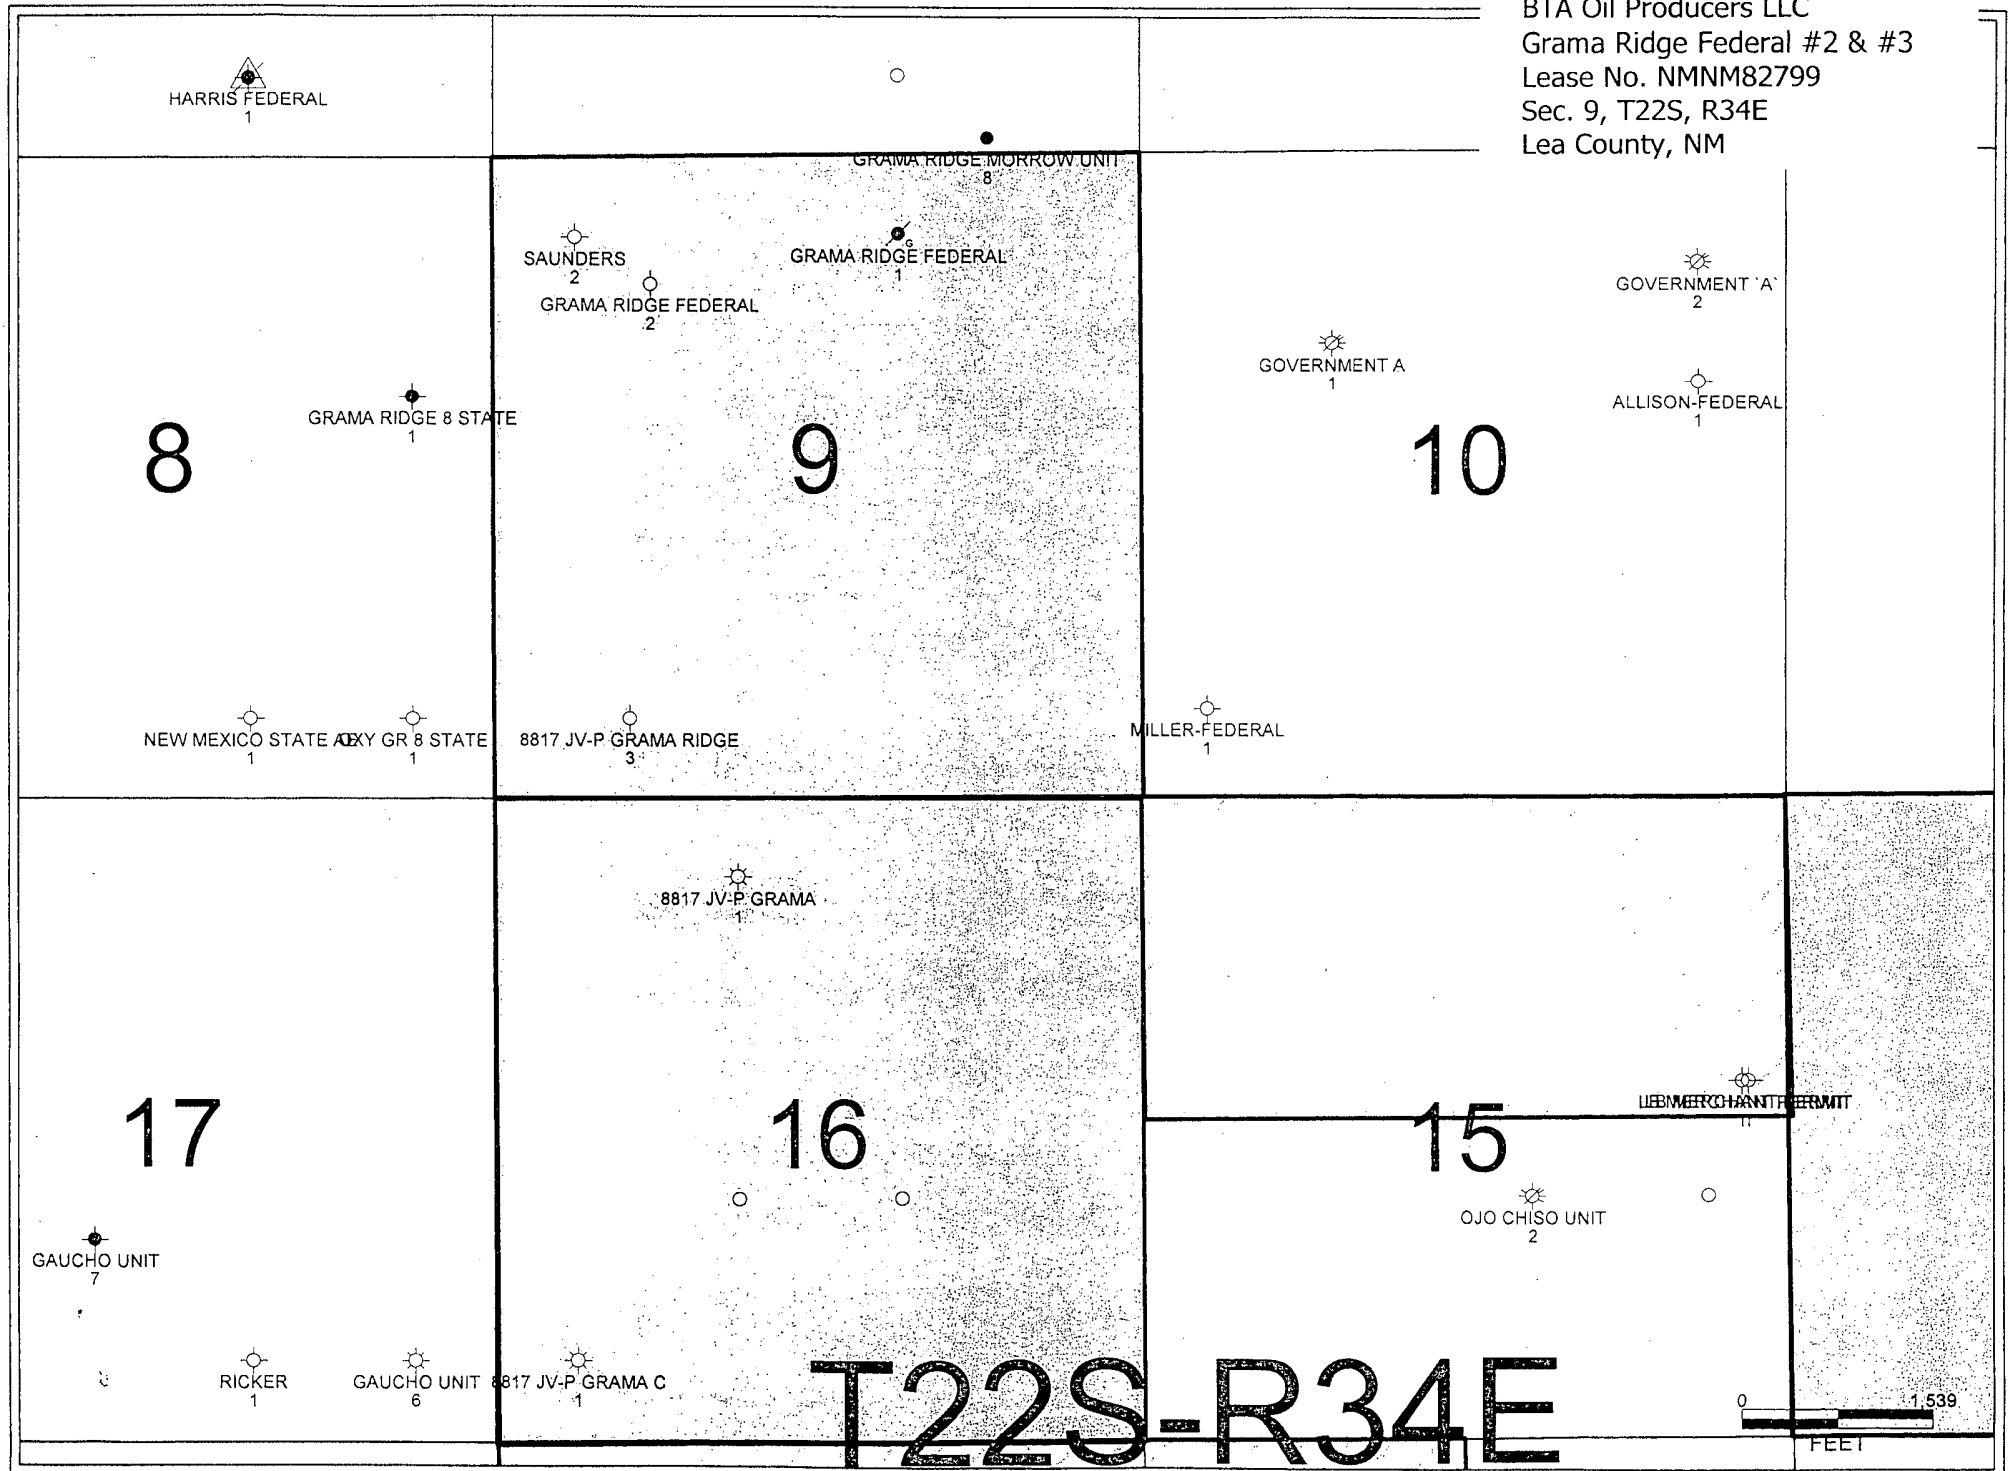 BTA Oil Producers LLC
Grama Ridge Federal #2 & #3
Lease No. NMNM82799
Sec. 9, T22S, R34E
Lea County, NM
HARRIS FEDERAL
1
GRAMA RIDGE MORROW UNIT
8
SAUNDERS
2
GRAMA RIDGE FEDERAL
2
G
GRAMA RIDGE FEDERAL
1
GOVERNMENT `A`
2
GOVERNMENT A
1
ALLISON-FEDERAL
1
GRAMA RIDGE 8 STATE
1
8
9
10
NEW MEXICO STATE
1
OXY GR 8 STATE
1
8817 JV-P GRAMA RIDGE
3
MILLER-FEDERAL
1
8817 JV-P GRAMA
1
17
16
15
OJO CHISO UNIT
2
GAUCHO UNIT
7
RICKER
1
GAUCHO UNIT
6
8817 JV-P GRAMA C
1
T22S-R34E
0 1,539
FEET